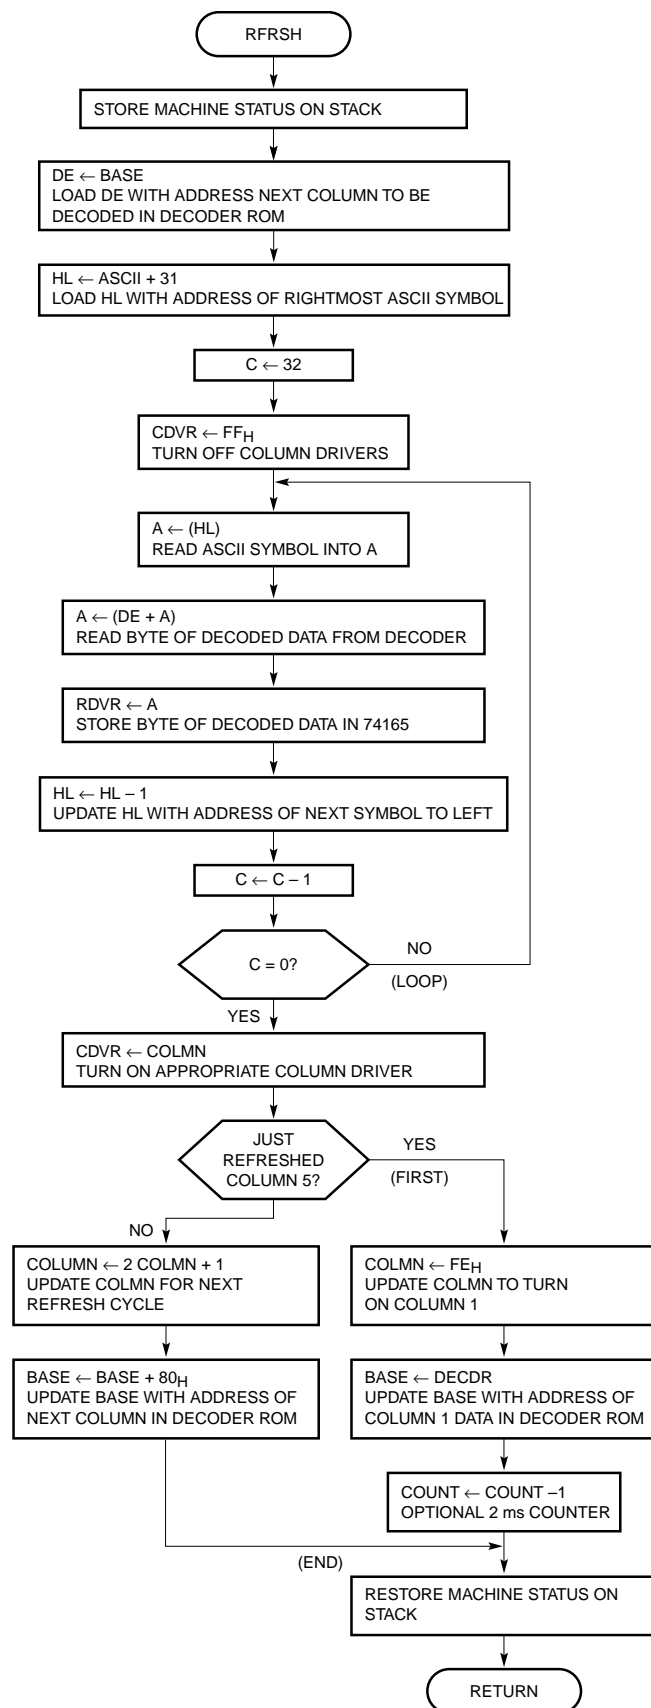 RFRSH
STORE MACHINE STATUS ON STACK
DE ← BASE
LOAD DE WITH ADDRESS NEXT COLUMN TO BE
DECODED IN DECODER ROM
HL ← ASCII + 31
LOAD HL WITH ADDRESS OF RIGHTMOST ASCII SYMBOL
C ← 32
CDVR ← FFH
TURN OFF COLUMN DRIVERS
A ← (HL)
READ ASCII SYMBOL INTO A
A ← (DE + A)
READ BYTE OF DECODED DATA FROM DECODER
RDVR ← A
STORE BYTE OF DECODED DATA IN 74165
HL ← HL – 1
UPDATE HL WITH ADDRESS OF NEXT SYMBOL TO LEFT
C ← C – 1
C = 0?
NO
(LOOP)
YES
CDVR ← COLMN
TURN ON APPROPRIATE COLUMN DRIVER
JUST
REFRESHED
COLUMN 5?
YES
(FIRST)
NO
COLUMN ← 2 COLMN + 1
UPDATE COLMN FOR NEXT
REFRESH CYCLE
COLMN ← FEH
UPDATE COLMN TO TURN
ON COLUMN 1
BASE ← BASE + 80H
UPDATE BASE WITH ADDRESS OF
NEXT COLUMN IN DECODER ROM
BASE ← DECDR
UPDATE BASE WITH ADDRESS OF
COLUMN 1 DATA IN DECODER ROM
COUNT ← COUNT –1
OPTIONAL 2 ms COUNTER
(END)
RESTORE MACHINE STATUS ON
STACK
RETURN